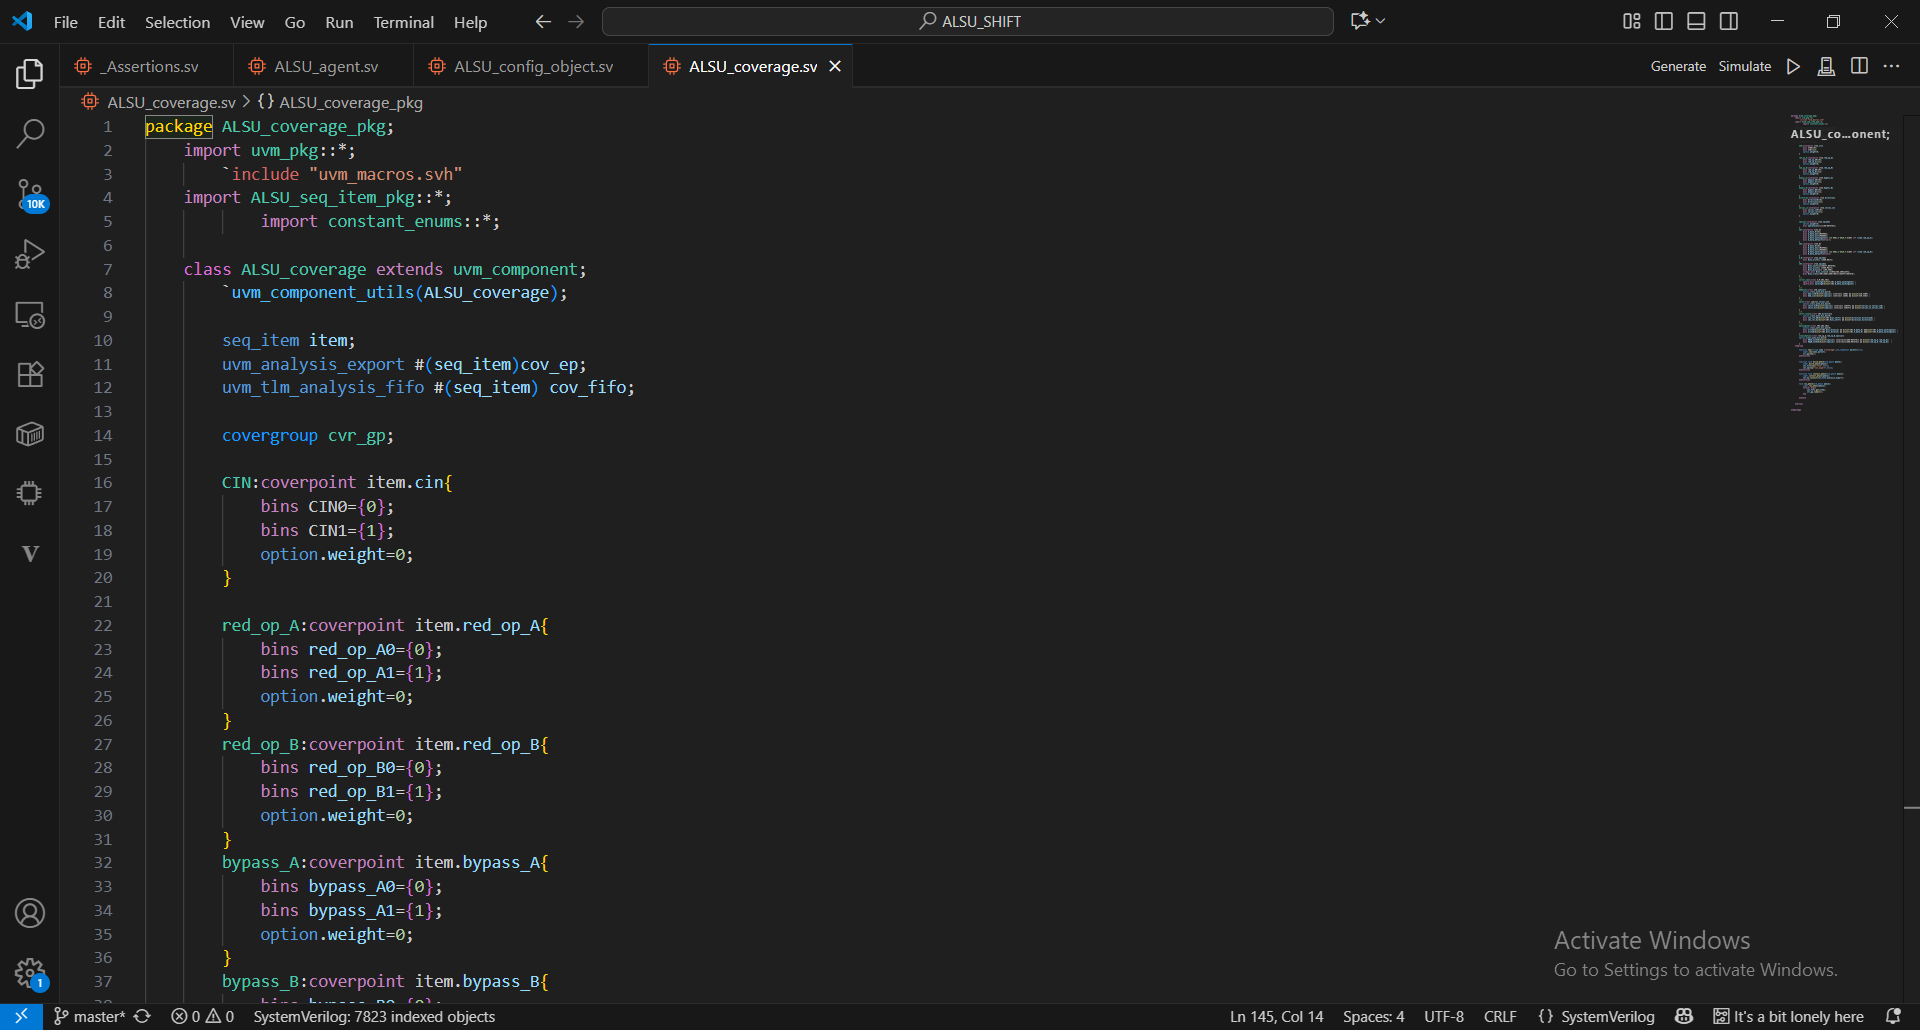 File Edit Selection View Go Run Terminal Help ALSU_SHIFT
_Assertions.sv ALSU_agent.sv ALSU_config_object.sv ALSU_coverage.sv Generate Simulate
ALSU_coverage.sv > {} ALSU_coverage_pkg
1 package ALSU_coverage_pkg;
2 import uvm_pkg::*;
3 `include "uvm_macros.svh"
4 import ALSU_seq_item_pkg::*;
5 import constant_enums::*;
6
7 class ALSU_coverage extends uvm_component;
8 `uvm_component_utils(ALSU_coverage);
9
10 seq_item item;
11 uvm_analysis_export #(seq_item)cov_ep;
12 uvm_tlm_analysis_fifo #(seq_item) cov_fifo;
13
14 covergroup cvr_gp;
15
16 CIN:coverpoint item.cin{
17 bins CIN0={0};
18 bins CIN1={1};
19 option.weight=0;
20 }
21
22 red_op_A:coverpoint item.red_op_A{
23 bins red_op_A0={0};
24 bins red_op_A1={1};
25 option.weight=0;
26 }
27 red_op_B:coverpoint item.red_op_B{
28 bins red_op_B0={0};
29 bins red_op_B1={1};
30 option.weight=0;
31 }
32 bypass_A:coverpoint item.bypass_A{
33 bins bypass_A0={0};
34 bins bypass_A1={1};
35 option.weight=0;
36 }
37 bypass_B:coverpoint item.bypass_B{
ALSU_co...onent;
10K
1
Activate Windows
Go to Settings to activate Windows.
master* 0 0 SystemVerilog: 7823 indexed objects Ln 145, Col 14 Spaces: 4 UTF-8 CRLF {} SystemVerilog It's a bit lonely here